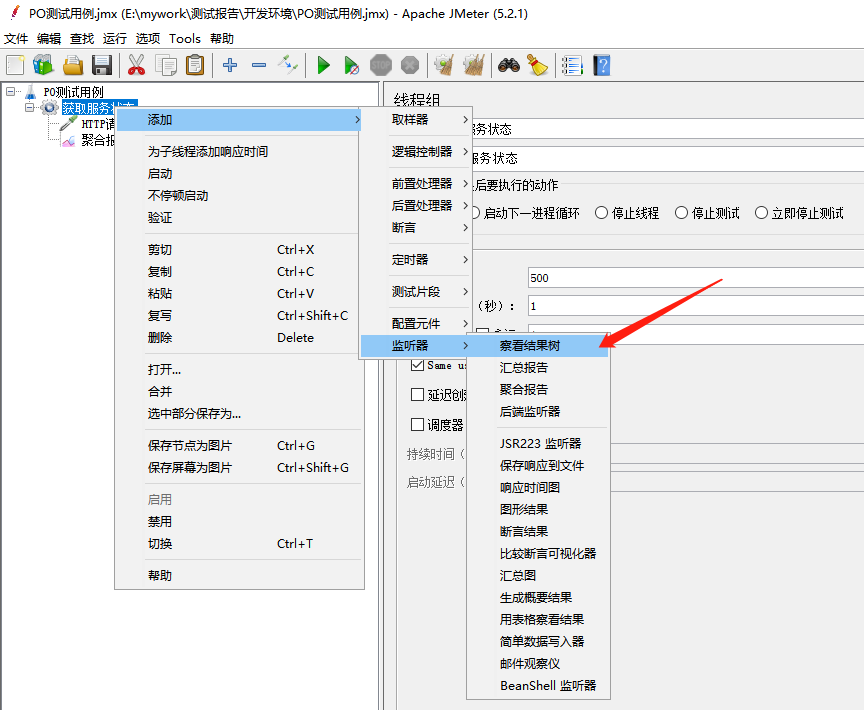 PO测试用例.jmx (E:\mywork\测试报告\开发环境\PO测试用例.jmx) - Apache JMeter (5.2.1)
文件 编辑 查找 运行 选项 Tools 帮助
STOP
PO测试用例
获取服务状态
HTTP请
聚合报
添加
为子线程添加响应时间
启动
不停顿启动
验证
剪切 Ctrl+X
复制 Ctrl+C
粘贴 Ctrl+V
复写 Ctrl+Shift+C
删除 Delete
打开...
合并
选中部分保存为...
保存节点为图片 Ctrl+G
保存屏幕为图片 Ctrl+Shift+G
启用
禁用
切换 Ctrl+T
帮助
取样器
逻辑控制器
前置处理器
后置处理器
断言
定时器
测试片段
配置元件
监听器
察看结果树
汇总报告
聚合报告
后端监听器
JSR223 监听器
保存响应到文件
响应时间图
图形结果
断言结果
比较断言可视化器
汇总图
生成概要结果
用表格察看结果
简单数据写入器
邮件观察仪
BeanShell 监听器
线程组
务状态
服务状态
后要执行的动作
启动下一进程循环 停止线程 停止测试 立即停止测试
500
（秒）： 1
Same us
延迟创
调度器
持续时间（
启动延迟（